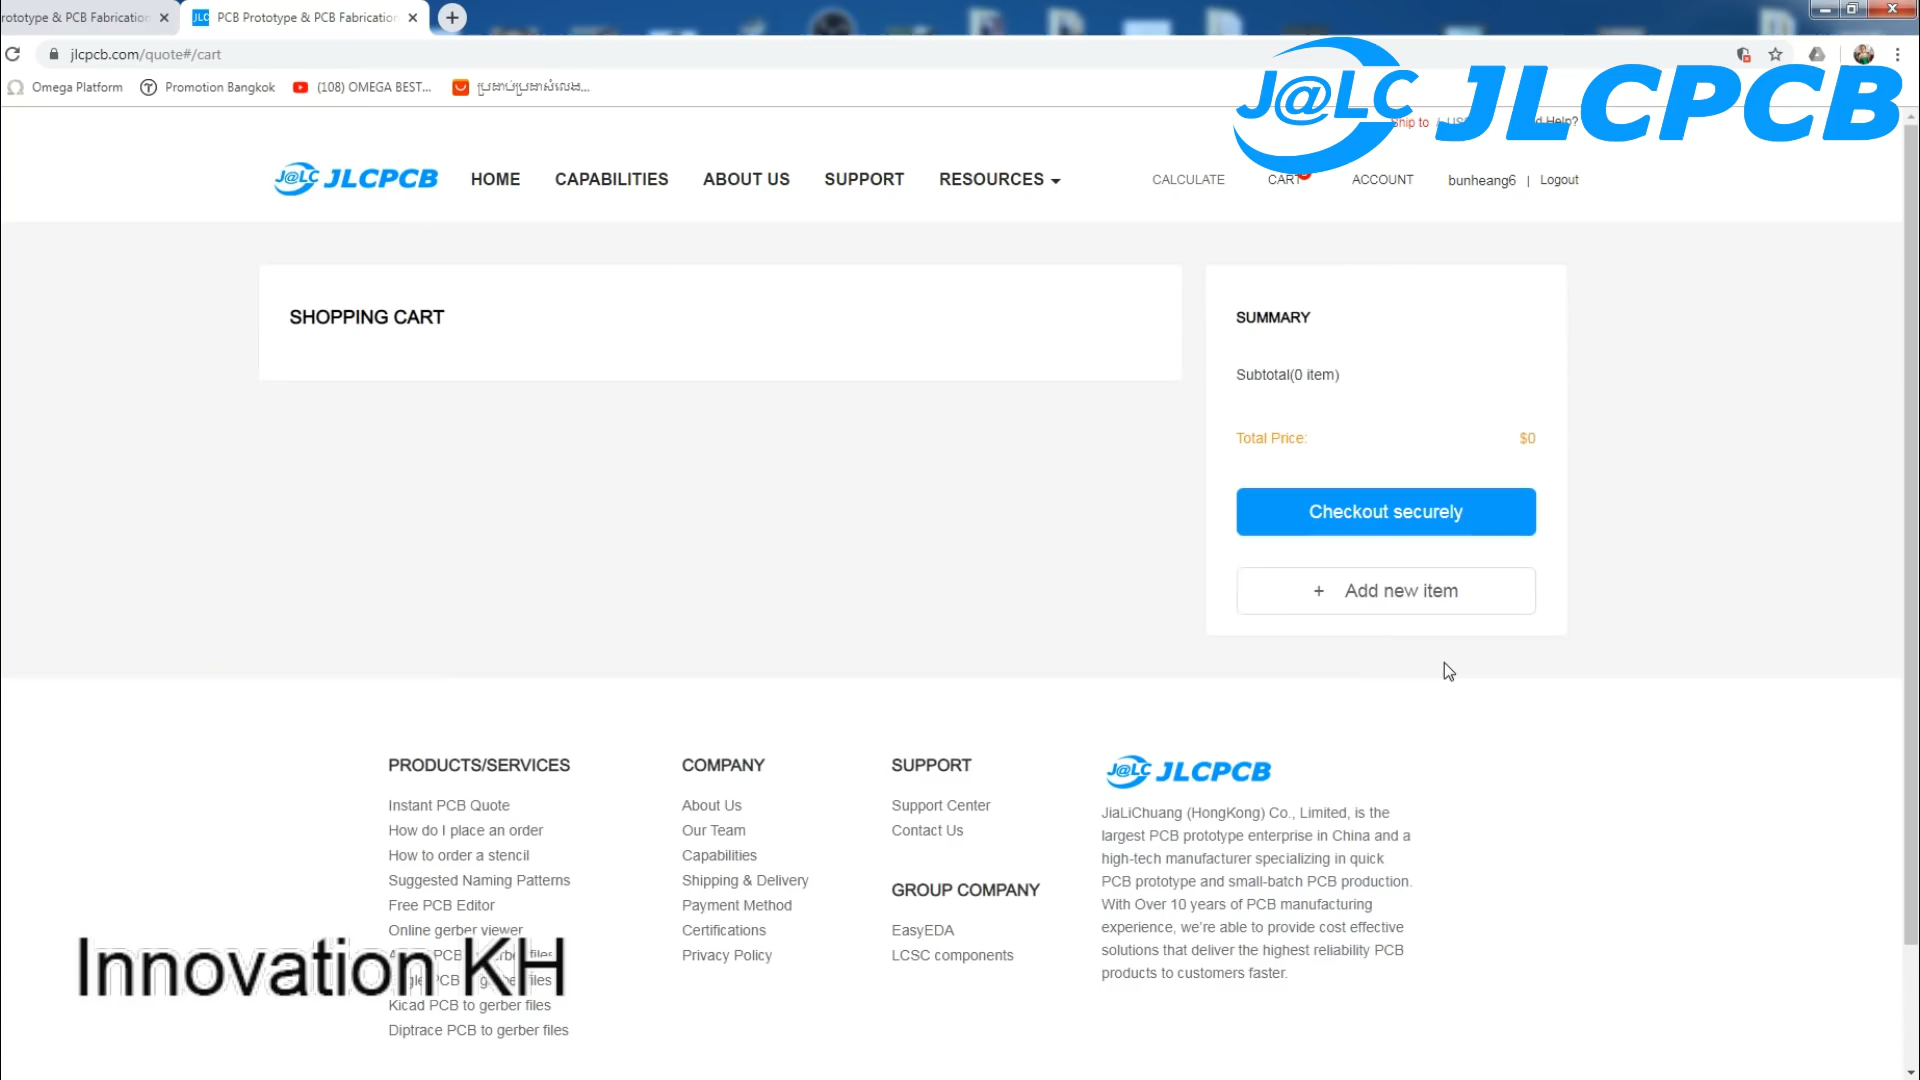 PCB Fabrication
PCB Prototype & PCB Fabrication
jlcpcb.com/quote#/cart
Omega Platform
Promotion Bangkok
(108) OMEGA BEST...
J@LC JLCPCB
Ship to
Help?
J@LC JLCPCB
HOME
CAPABILITIES
ABOUT US
SUPPORT
RESOURCES
CALCULATE
CART
ACCOUNT
bunheang6 | Logout
SHOPPING CART
SUMMARY
Subtotal(0 item)
Total Price: $0
Checkout securely
+ Add new item
PRODUCTS/SERVICES
Instant PCB Quote
How do I place an order
How to order a stencil
Suggested Naming Patterns
Free PCB Editor
Online gerber viewer
Kicad PCB to gerber files
Diptrace PCB to gerber files
COMPANY
About Us
Our Team
Capabilities
Shipping & Delivery
Payment Method
Certifications
Privacy Policy
SUPPORT
Support Center
Contact Us
GROUP COMPANY
EasyEDA
LCSC components
J@LC JLCPCB
JiaLiChuang (HongKong) Co., Limited, is the
largest PCB prototype enterprise in China and a
high-tech manufacturer specializing in quick
PCB prototype and small-batch PCB production.
With Over 10 years of PCB manufacturing
experience, we're able to provide cost effective
solutions that deliver the highest reliability PCB
products to customers faster.
Innovation KH